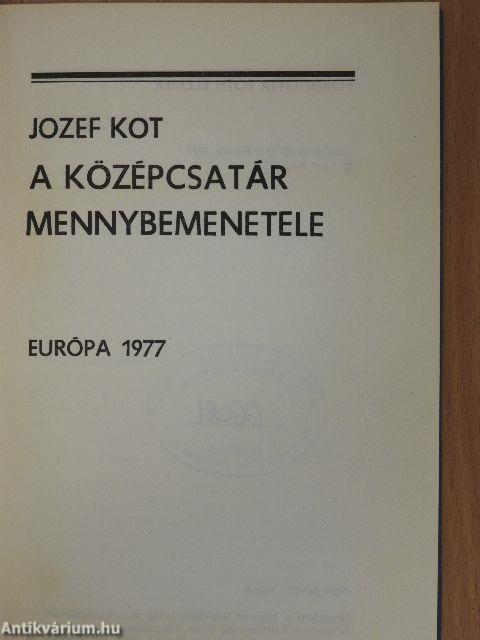 JOZEF KOT
A KÖZÉPCSATÁR
MENNYBEMENETELE
EURÓPA 1977
Antikvárium.hu